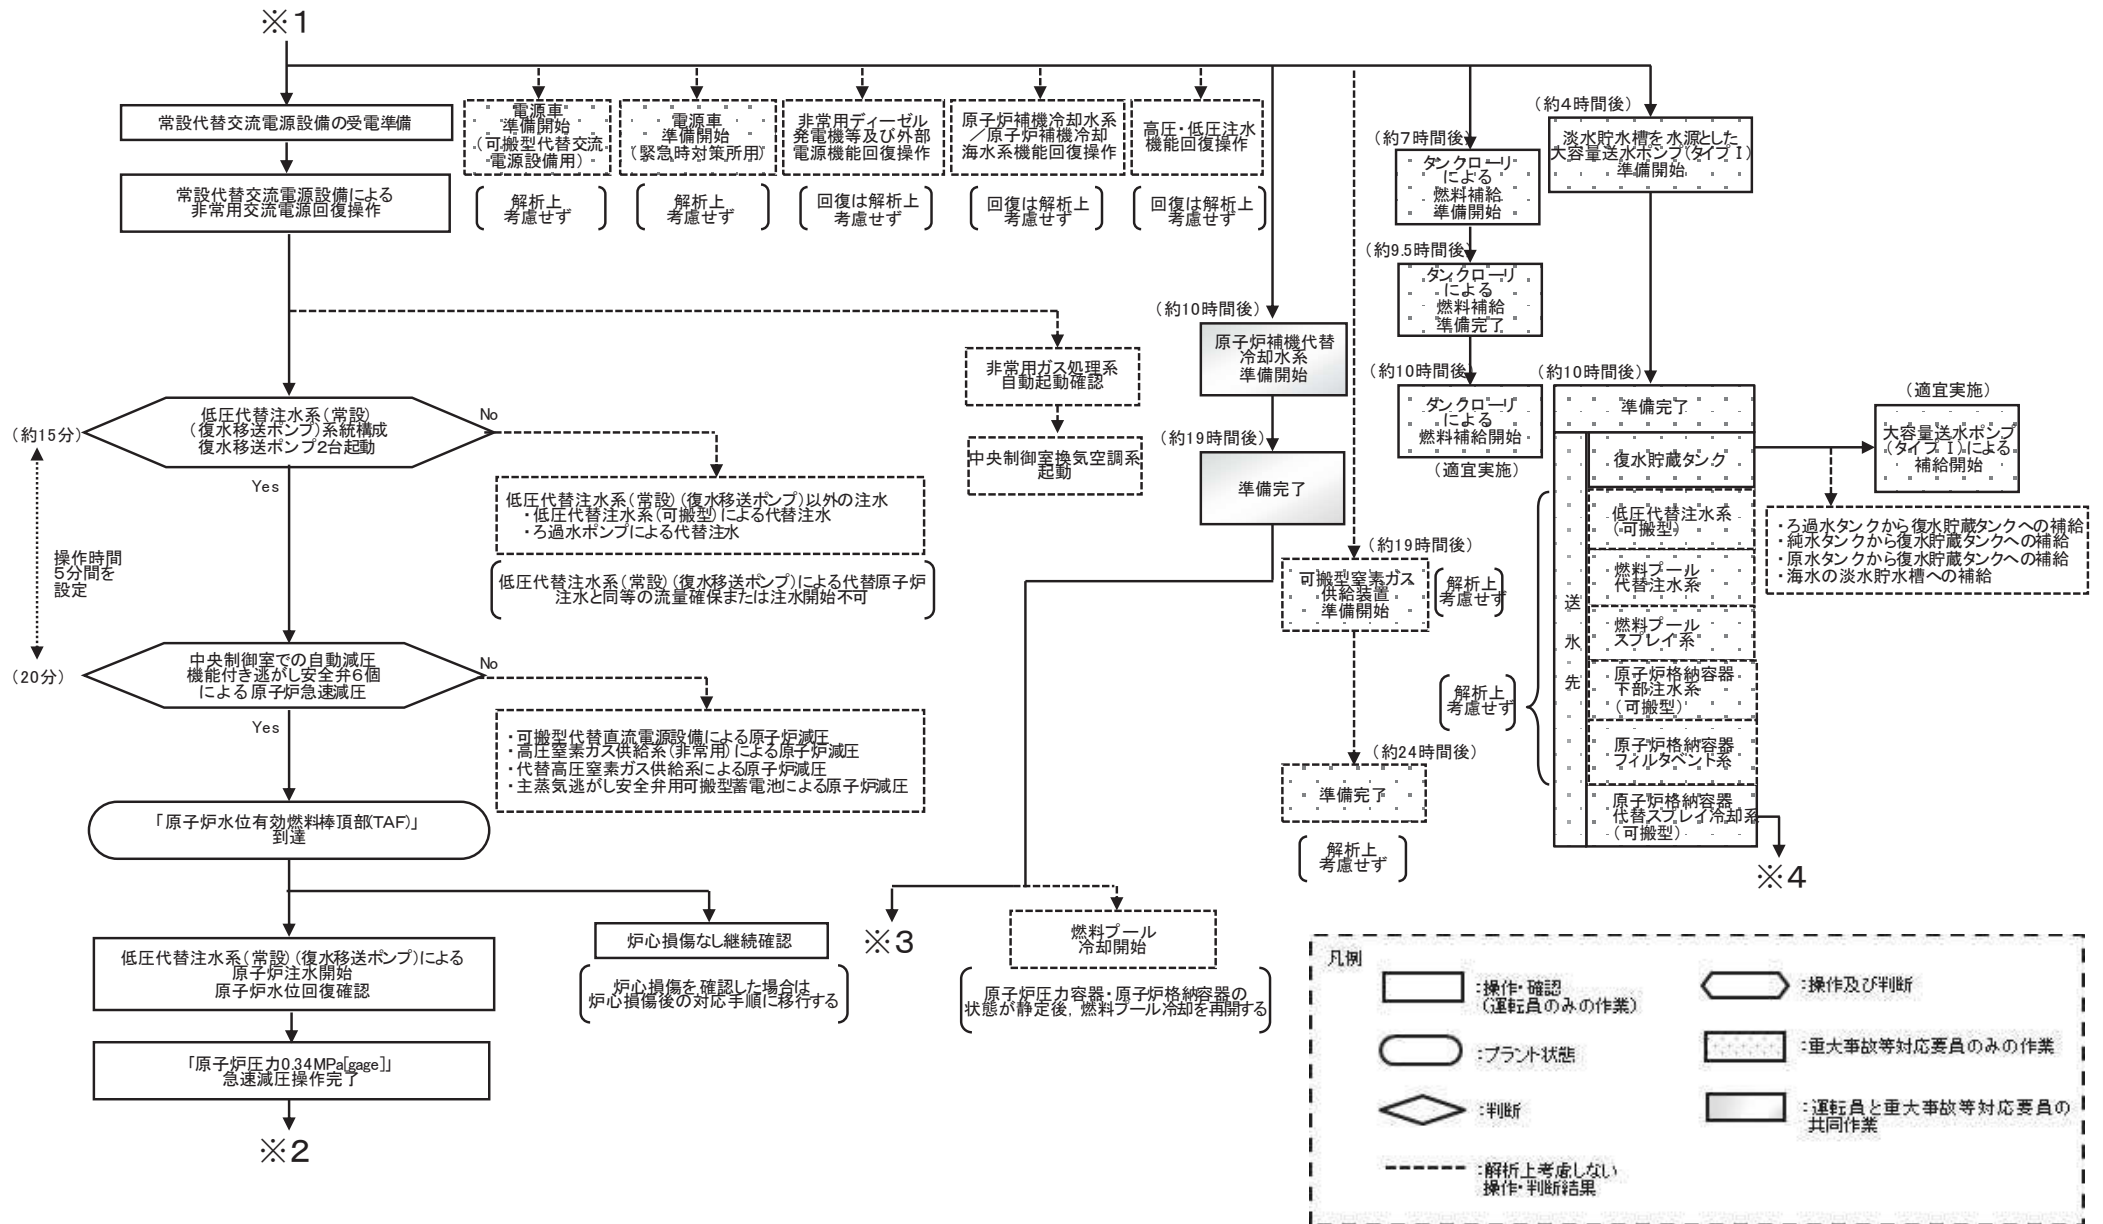 ※1
常設代替交流電源設備の受電準備
常設代替交流電源設備による
非常用交流電源回復操作
電源車
準備開始
(可搬型代替交流
電源設備用)
解析上
考慮せず
電源車
準備開始
(緊急時対策所用)
解析上
考慮せず
非常用ディーゼル
発電機等及び外部
電源機能回復操作
回復は解析上
考慮せず
原子炉補機冷却水系
/原子炉補機冷却
海水系機能回復操作
回復は解析上
考慮せず
高圧・低圧注水
機能回復操作
回復は解析上
考慮せず
(約7時間後)
タンクローリ
による
燃料補給
準備開始
(約9.5時間後)
タンクローリ
による
燃料補給
準備完了
(約10時間後)
タンクローリ
による
燃料補給開始
(適宜実施)
(約4時間後)
淡水貯水槽を水源とした
大容量送水ポンプ(タイプⅠ)
準備開始
(約10時間後)
準備完了
送水先
復水貯蔵タンク
低圧代替注水系
(可搬型)
燃料プール
代替注水系
燃料プール
スプレイ系
原子炉格納容器
下部注水系
(可搬型)
原子炉格納容器
フィルタベント系
原子炉格納容器
代替スプレイ冷却系
(可搬型)
解析上
考慮せず
※4
(適宜実施)
大容量送水ポンプ
(タイプⅠ)による
補給開始
・ろ過水タンクから復水貯蔵タンクへの補給
・純水タンクから復水貯蔵タンクへの補給
・原水タンクから復水貯蔵タンクへの補給
・海水の淡水貯水槽への補給
(約10時間後)
原子炉補機代替
冷却水系
準備開始
(約19時間後)
準備完了
非常用ガス処理系
自動起動確認
中央制御室換気空調系
起動
(約19時間後)
可搬型窒素ガス
供給装置
準備開始
解析上
考慮せず
(約24時間後)
準備完了
解析上
考慮せず
(約15分)
低圧代替注水系(常設)
(復水移送ポンプ)系統構成
復水移送ポンプ2台起動
No
Yes
低圧代替注水系(常設)(復水移送ポンプ)以外の注水
・低圧代替注水系(可搬型)による代替注水
・ろ過水ポンプによる代替注水
低圧代替注水系(常設)(復水移送ポンプ)による代替原子炉
注水と同等の流量確保または注水開始不可
操作時間
5分間を
設定
(20分)
中央制御室での自動減圧
機能付き逃がし安全弁6個
による原子炉急速減圧
No
Yes
・可搬型代替直流電源設備による原子炉減圧
・高圧窒素ガス供給系(非常用)による原子炉減圧
・代替高圧窒素ガス供給系による原子炉減圧
・主蒸気逃がし安全弁用可搬型蓄電池による原子炉減圧
「原子炉水位有効燃料棒頂部(TAF)」
到達
低圧代替注水系(常設)(復水移送ポンプ)による
原子炉注水開始
原子炉水位回復確認
「原子炉圧力0.34MPa[gage]」
急速減圧操作完了
※2
炉心損傷なし継続確認
炉心損傷を確認した場合は
炉心損傷後の対応手順に移行する
※3
燃料プール
冷却開始
原子炉圧力容器・原子炉格納容器の
状態が静定後,燃料プール冷却を再開する
凡例
:操作・確認
(運転員のみの作業)
:プラント状態
:判断
:解析上考慮しない
操作・判断結果
:操作及び判断
:重大事故等対応要員のみの作業
:運転員と重大事故等対応要員の
共同作業